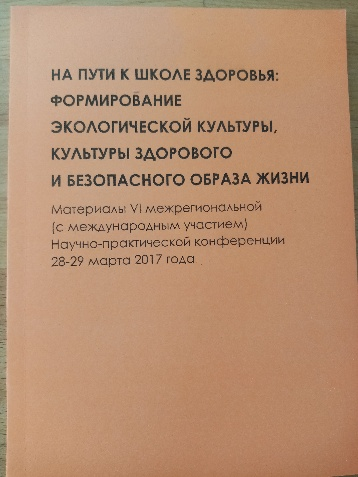 НА ПУТИ К ШКОЛЕ ЗДОРОВЬЯ:
ФОРМИРОВАНИЕ
ЭКОЛОГИЧЕСКОЙ КУЛЬТУРЫ,
КУЛЬТУРЫ ЗДОРОВОГО
И БЕЗОПАСНОГО ОБРАЗА ЖИЗНИ
Материалы VI межрегиональной
(с международным участием)
Научно-практической конференции
28-29 марта 2017 года